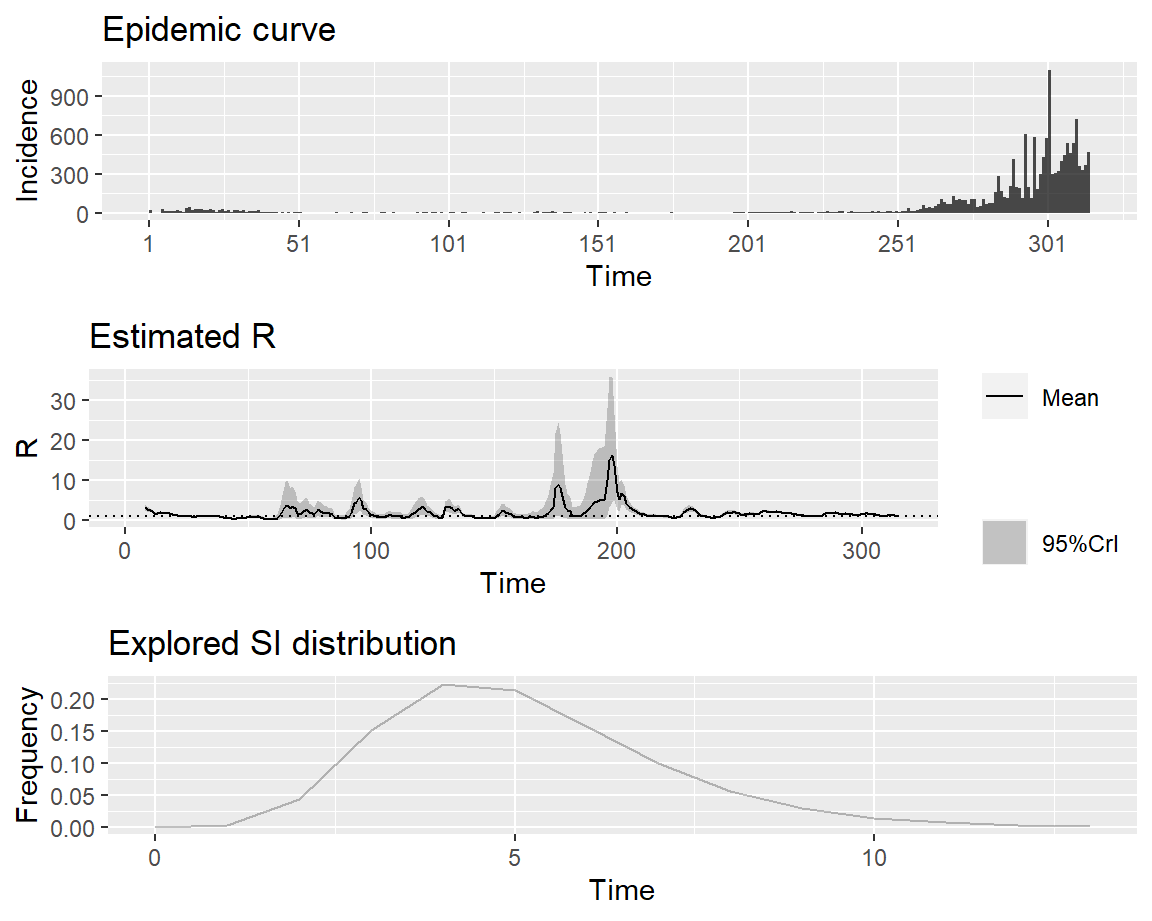 Epidemic curve
Incidence
900
600
300
0
1 51 101 151 201 251 301
Time
Estimated R
R
30
20
10
0
0 100 200 300
Time
Mean
95%CrI
Explored SI distribution
Frequency
0.20
0.15
0.10
0.05
0.00
0 5 10
Time